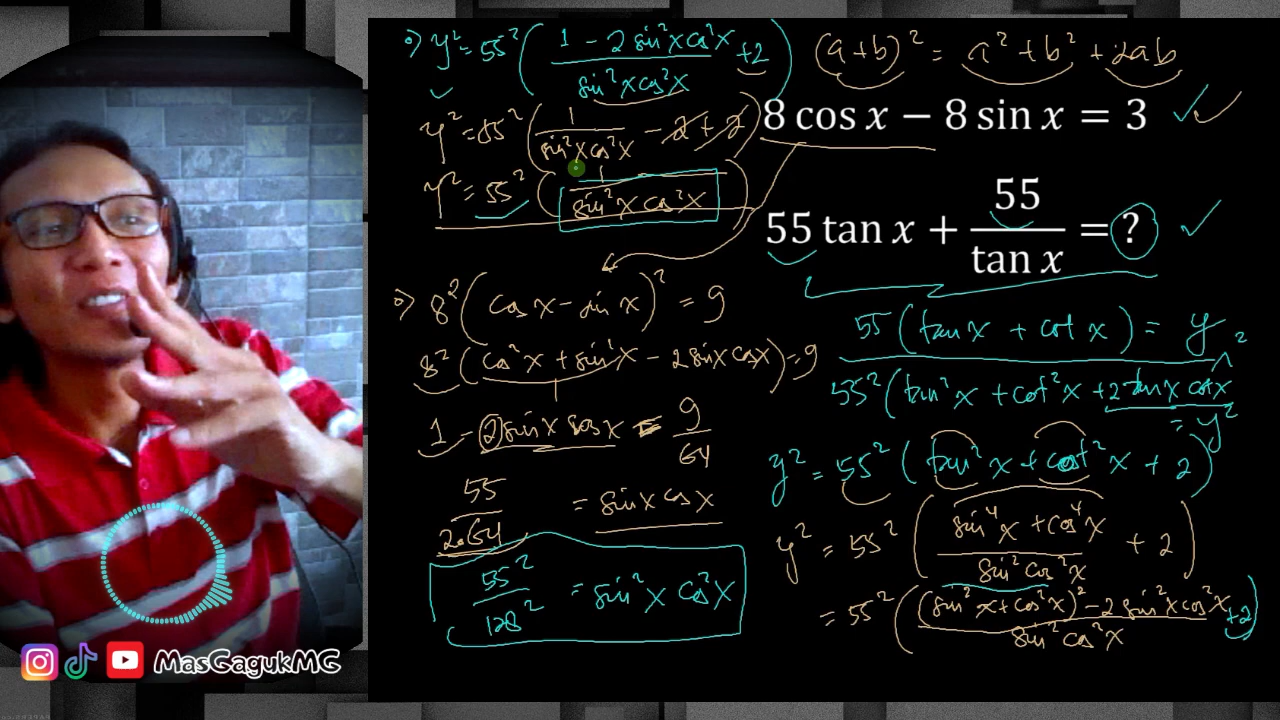 •) y² = 55² ( (1 - 2 sin²x cos²x) / (sin²x cos²x) + 2 )
y² = 55² ( 1 / (sin²x cos²x) - 2 + 2 )
y² = 55² ( 1 / (sin²x cos²x) )
•) 8² ( cos x - sin x )² = 9
8² ( cos²x + sin²x - 2 sin x cos x ) = 9
1 - 2 sin x cos x = 9/64
55 / 2.64 = sin x cos x
55² / 128² = sin²x cos²x
(a+b)² = a² + b² + 2ab
8 cos x − 8 sin x = 3
55 tan x + 55 / tan x = ?
55 ( tan x + cot x ) = y ^2
55² ( tan²x + cot²x + 2 tan x cot x
= y²
y² = 55² ( tan²x + cot²x + 2 )
y² = 55² ( (sin⁴x + cos⁴x) / (sin² cos²x) + 2 )
= 55² ( ((sin²x + cos²x)² - 2 sin²x cos²x) / (sin² cos²x) + 2 )
MasGagukMG